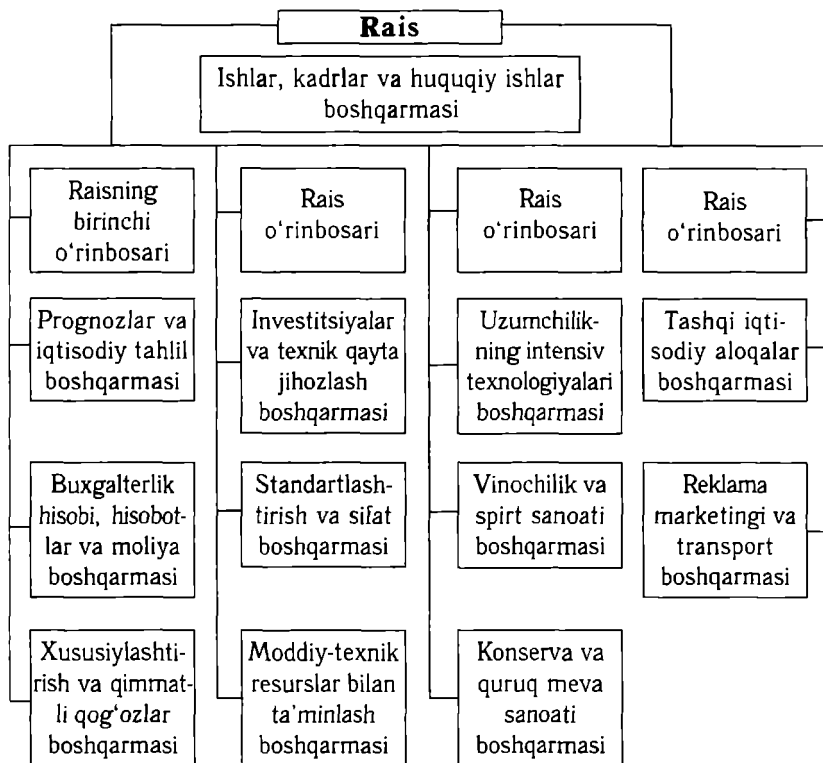 Rais
Ishlar, kadrlar va huquqiy ishlar
boshqarmasi
Raisning
birinchi
o‘rinbosari
Rais
o‘rinbosari
Rais
o‘rinbosari
Rais
o‘rinbosari
Prognozlar va
iqtisodiy tahlil
boshqarmasi
Investitsiyalar
va texnik qayta
jihozlash
boshqarmasi
Uzumchilik-
ning intensiv
texnologiyalari
boshqarmasi
Tashqi iqti-
sodiy aloqalar
boshqarmasi
Buxgalterlik
hisobi, hisobot-
lar va moliya
boshqarmasi
Standartlash-
tirish va sifat
boshqarmasi
Vinochilik va
spirt sanoati
boshqarmasi
Reklama
marketingi va
transport
boshqarmasi
Xususiylashti-
rish va qimmat-
li qog‘ozlar
boshqarmasi
Moddiy-texnik
resurslar bilan
ta’minlash
boshqarmasi
Konserva va
quruq meva
sanoati
boshqarmasi